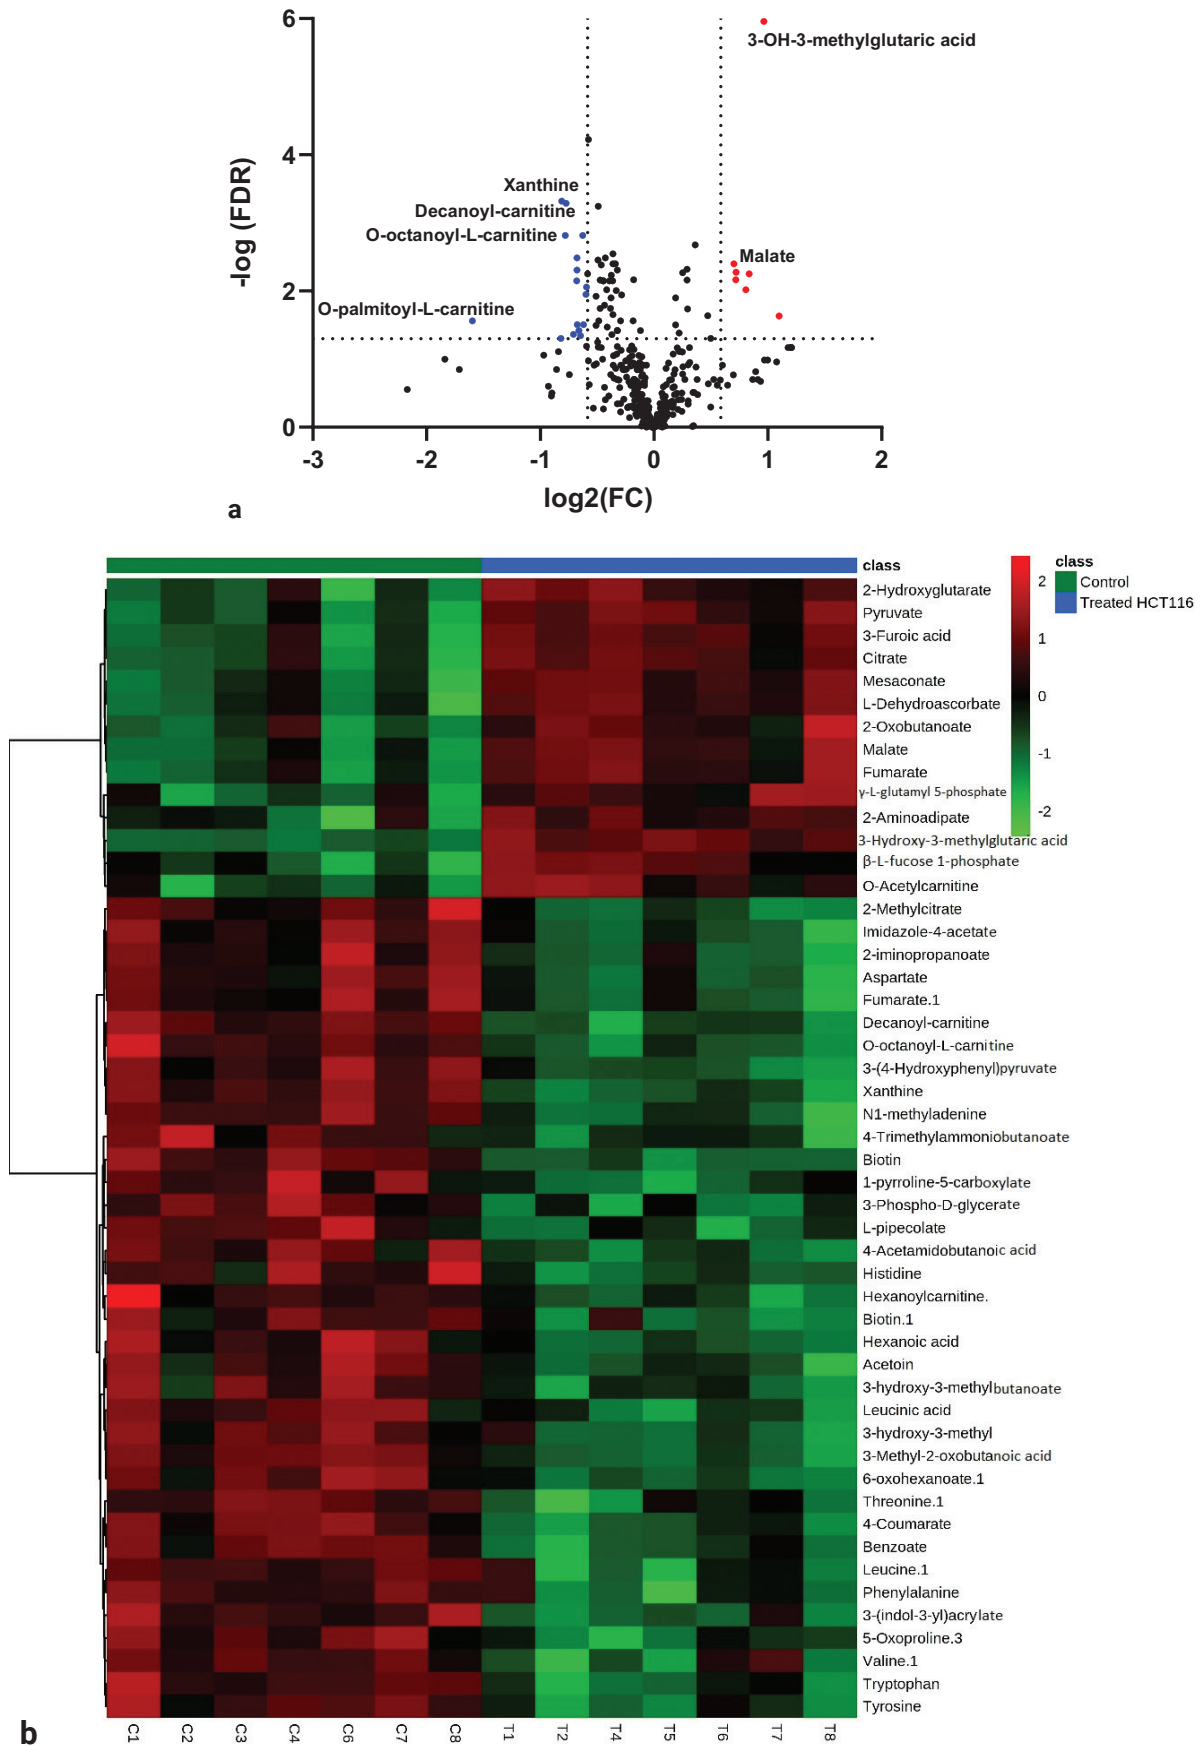 6
3-OH-3-methylglutaric acid
4
-log (FDR)
Xanthine
Decanoyl-carnitine
O-octanoyl-L-carnitine
Malate
2
O-palmitoyl-L-carnitine
0
-3 -2 -1 0 1 2
log2(FC)
a
class
class
Control
Treated HCT116
2
1
0
-1
-2
2-Hydroxyglutarate
Pyruvate
3-Furoic acid
Citrate
Mesaconate
L-Dehydroascorbate
2-Oxobutanoate
Malate
Fumarate
γ-L-glutamyl 5-phosphate
2-Aminoadipate
3-Hydroxy-3-methylglutaric acid
β-L-fucose 1-phosphate
O-Acetylcarnitine
2-Methylcitrate
Imidazole-4-acetate
2-iminopropanoate
Aspartate
Fumarate.1
Decanoyl-carnitine
O-octanoyl-L-carnitine
3-(4-Hydroxyphenyl)pyruvate
Xanthine
N1-methyladenine
4-Trimethylammoniobutanoate
Biotin
1-pyrroline-5-carboxylate
3-Phospho-D-glycerate
L-pipecolate
4-Acetamidobutanoic acid
Histidine
Hexanoylcarnitine.
Biotin.1
Hexanoic acid
Acetoin
3-hydroxy-3-methylbutanoate
Leucinic acid
3-hydroxy-3-methyl
3-Methyl-2-oxobutanoic acid
6-oxohexanoate.1
Threonine.1
4-Coumarate
Benzoate
Leucine.1
Phenylalanine
3-(indol-3-yl)acrylate
5-Oxoproline.3
Valine.1
Tryptophan
Tyrosine
C1 C2 C3 C4 C6 C7 C8 T1 T2 T4 T5 T6 T7 T8
b